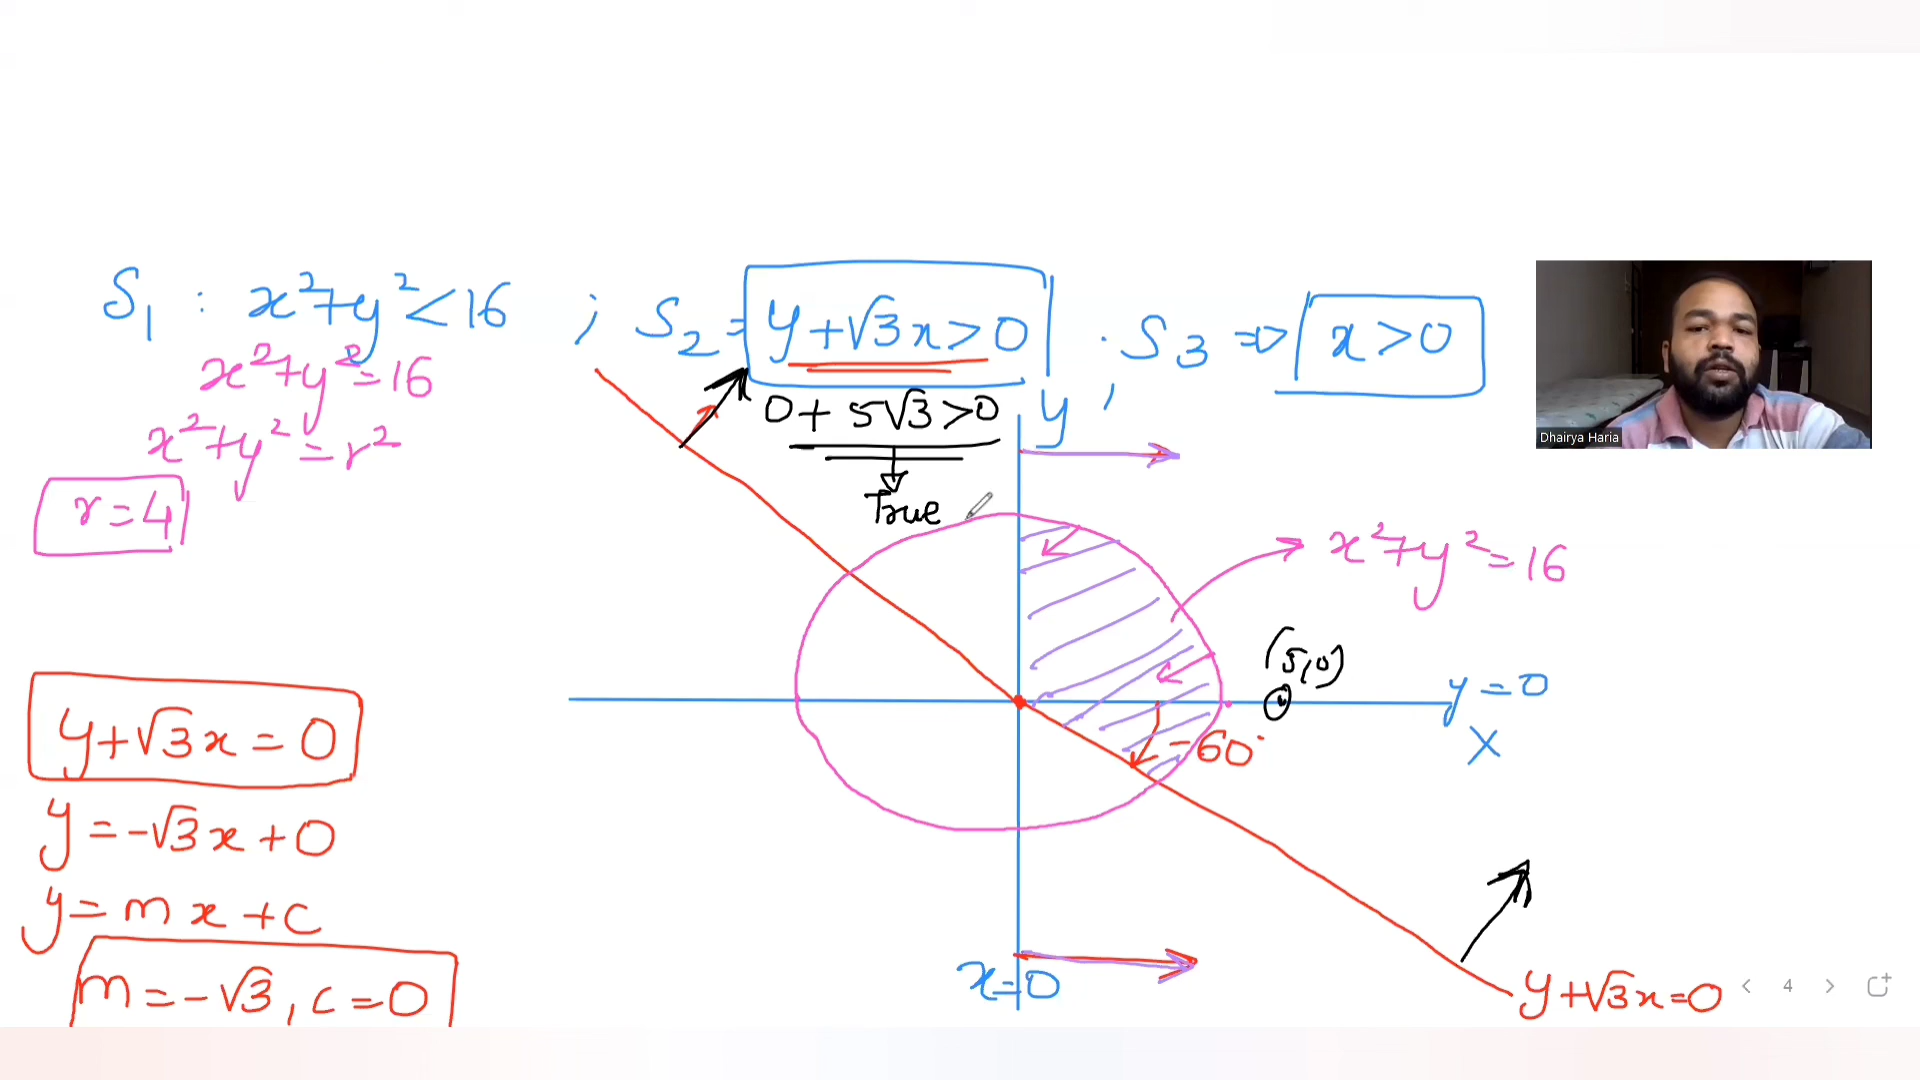 S₁ : x²+y²<16 ; S₂= y+√3x>0 , S₃ => x>0
x²+y²=16
x²+y²=r²
r=4
0+5√3>0
True
y
x²+y²=16
(5,0)
y=0
X
-60°
x=0
y+√3x=0
y+√3x=0
y=-√3x+0
y=mx+c
m=-√3, c=0
Dhairya Haria
4